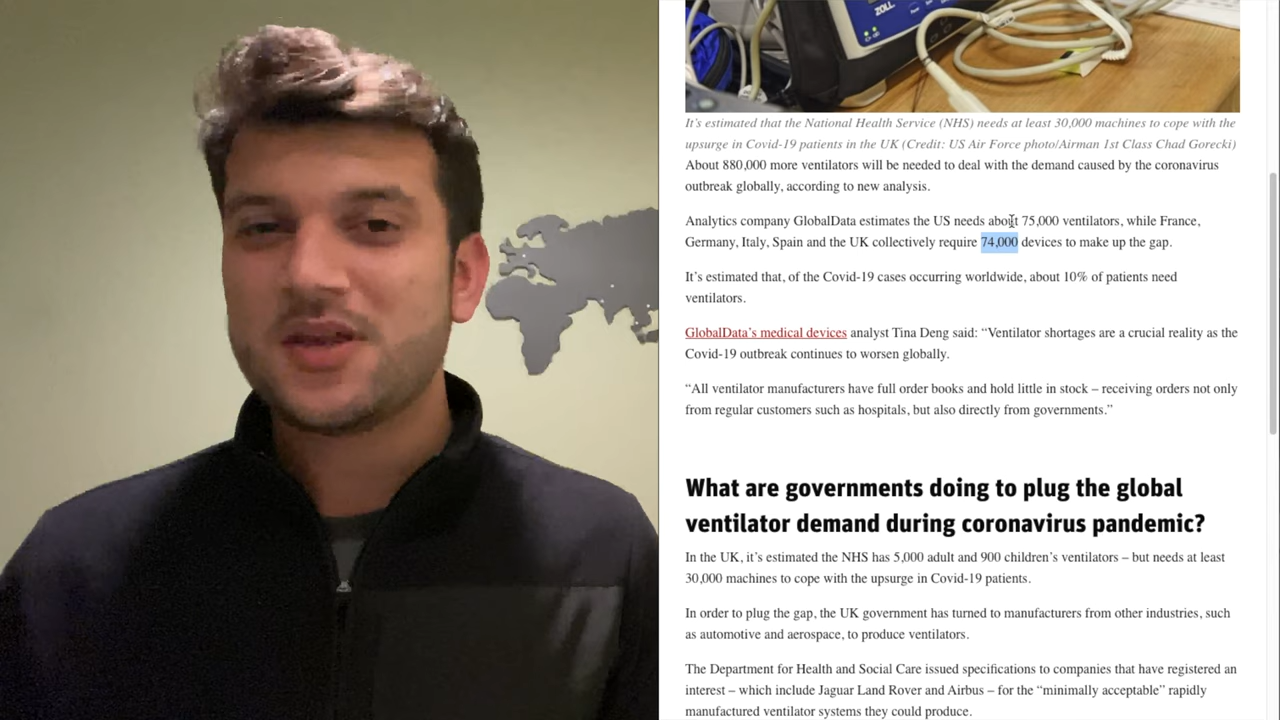 ZOLL
It’s estimated that the National Health Service (NHS) needs at least 30,000 machines to cope with the
upsurge in Covid-19 patients in the UK (Credit: US Air Force photo/Airman 1st Class Chad Gorecki)
About 880,000 more ventilators will be needed to deal with the demand caused by the coronavirus
outbreak globally, according to new analysis.
Analytics company GlobalData estimates the US needs about 75,000 ventilators, while France,
Germany, Italy, Spain and the UK collectively require 74,000 devices to make up the gap.
It’s estimated that, of the Covid-19 cases occurring worldwide, about 10% of patients need
ventilators.
GlobalData’s medical devices analyst Tina Deng said: “Ventilator shortages are a crucial reality as the
Covid-19 outbreak continues to worsen globally.
“All ventilator manufacturers have full order books and hold little in stock – receiving orders not only
from regular customers such as hospitals, but also directly from governments.”
What are governments doing to plug the global
ventilator demand during coronavirus pandemic?
In the UK, it’s estimated the NHS has 5,000 adult and 900 children’s ventilators – but needs at least
30,000 machines to cope with the upsurge in Covid-19 patients.
In order to plug the gap, the UK government has turned to manufacturers from other industries, such
as automotive and aerospace, to produce ventilators.
The Department for Health and Social Care issued specifications to companies that have registered an
interest – which include Jaguar Land Rover and Airbus – for the “minimally acceptable” rapidly
manufactured ventilator systems they could produce.